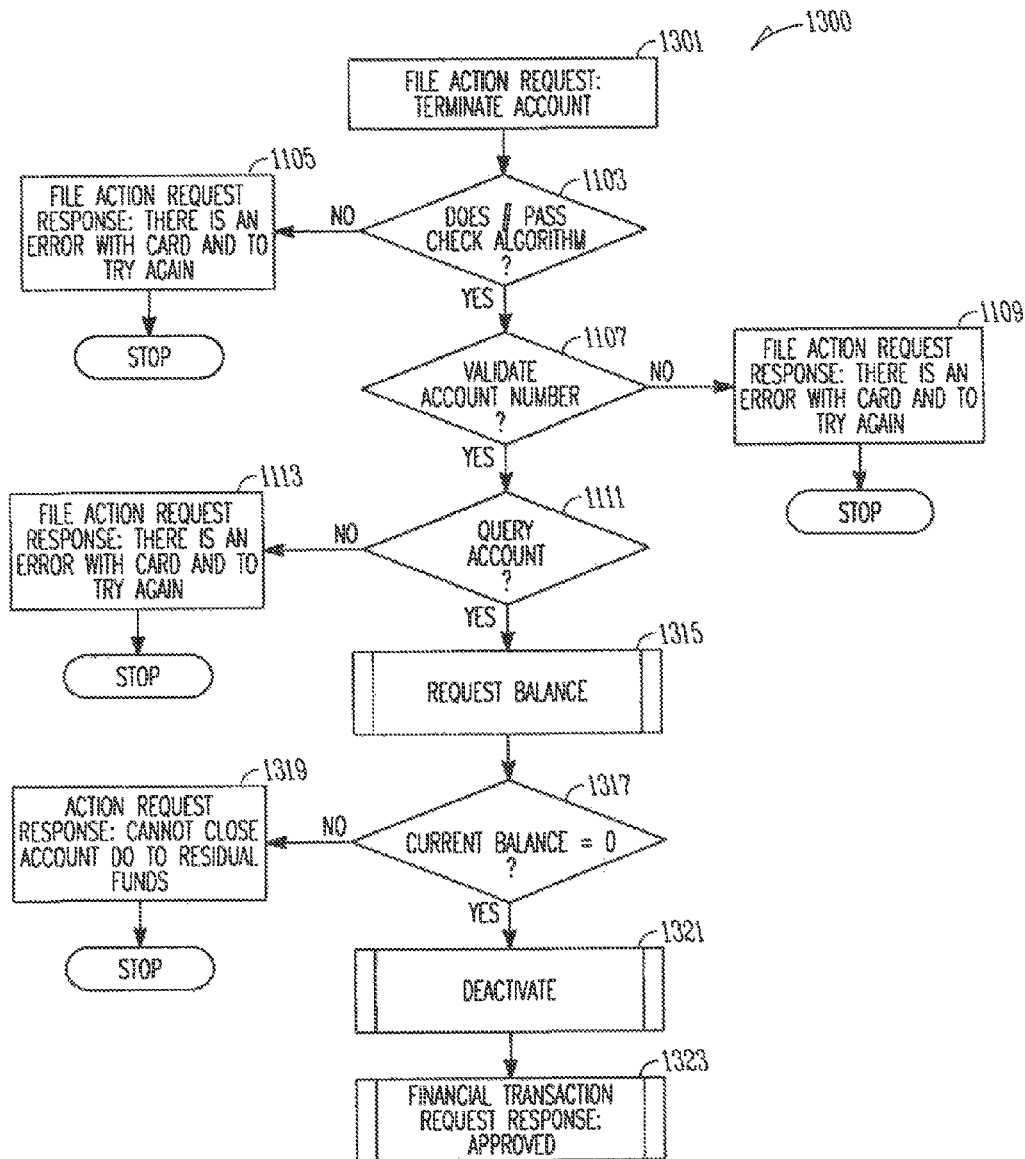 1300
1301
FILE ACTION REQUEST:
TERMINATE ACCOUNT
1105
FILE ACTION REQUEST
RESPONSE: THERE IS AN
ERROR WITH CARD AND TO
TRY AGAIN
NO
1103
DOES # PASS
CHECK ALGORITHM
?
STOP
YES
1107
VALIDATE
ACCOUNT NUMBER
?
NO
1109
FILE ACTION REQUEST
RESPONSE: THERE IS AN
ERROR WITH CARD AND TO
TRY AGAIN
STOP
YES
1113
FILE ACTION REQUEST
RESPONSE: THERE IS AN
ERROR WITH CARD AND TO
TRY AGAIN
NO
1111
QUERY
ACCOUNT
?
STOP
YES
1315
REQUEST BALANCE
1319
ACTION REQUEST
RESPONSE: CANNOT CLOSE
ACCOUNT DO TO RESIDUAL
FUNDS
NO
1317
CURRENT BALANCE = 0
?
STOP
YES
1321
DEACTIVATE
1323
FINANCIAL TRANSACTION
REQUEST RESPONSE:
APPROVED